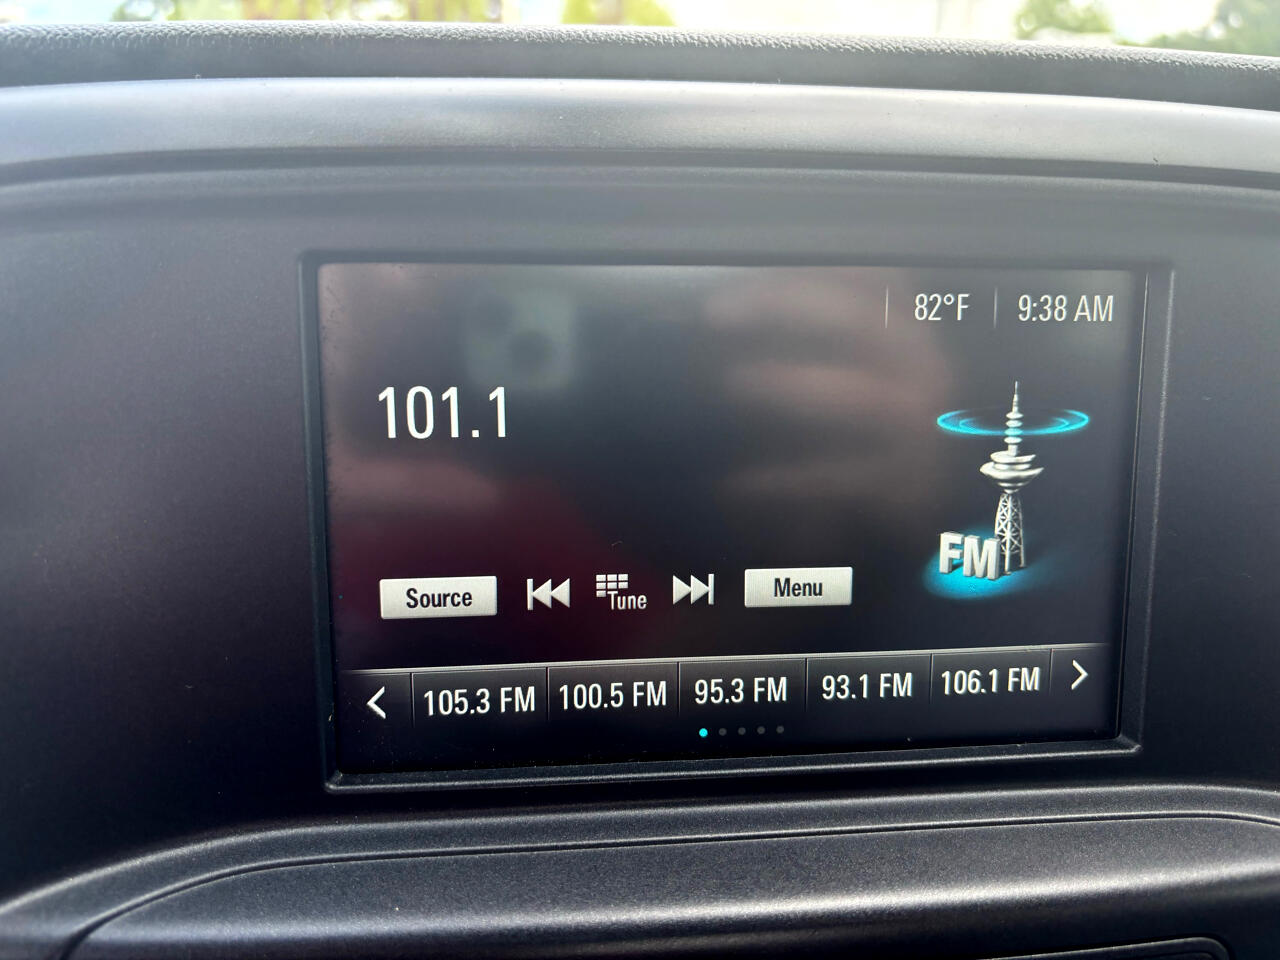 82°F 9:38 AM
101.1
FM
Source Tune Menu
105.3 FM 100.5 FM 95.3 FM 93.1 FM 106.1 FM